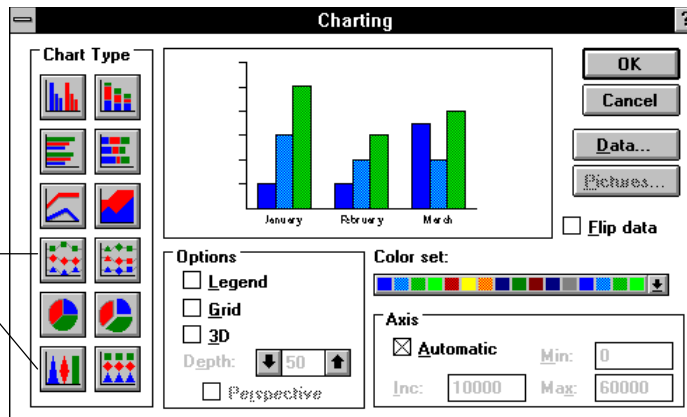 Charting
?
Chart Type
January
February
March
OK
Cancel
Data...
Pictures...
Flip data
Options
Legend
Grid
3D
Depth:
50
Perspective
Color set:
Axis
Automatic
Min:
0
Inc:
10000
Max:
60000